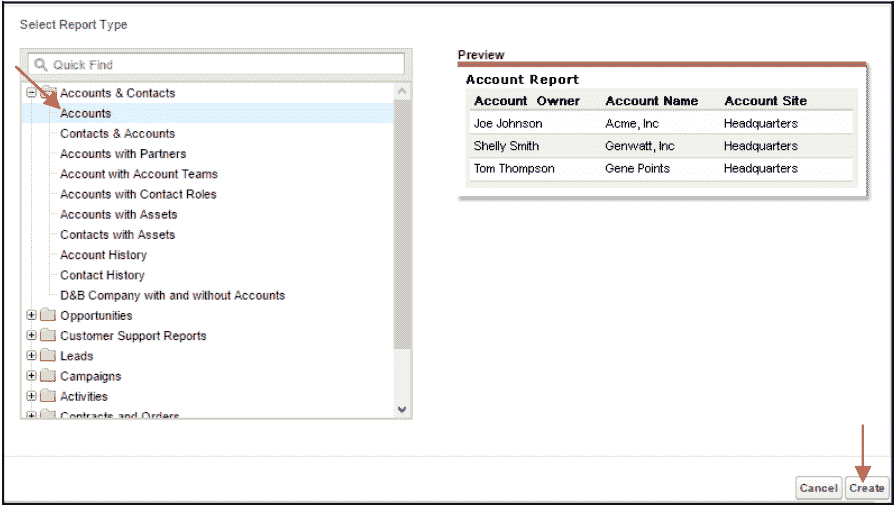 Select Report Type
Quick Find
Accounts & Contacts
Accounts
Contacts & Accounts
Accounts with Partners
Account with Account Teams
Accounts with Contact Roles
Accounts with Assets
Contacts with Assets
Account History
Contact History
D&B Company with and without Accounts
Opportunities
Customer Support Reports
Leads
Campaigns
Activities
Contracts and Orders
Preview
Account Report
Account Owner Account Name Account Site
Joe Johnson Acme, Inc Headquarters
Shelly Smith Genwatt, Inc Headquarters
Tom Thompson Gene Points Headquarters
Cancel Create